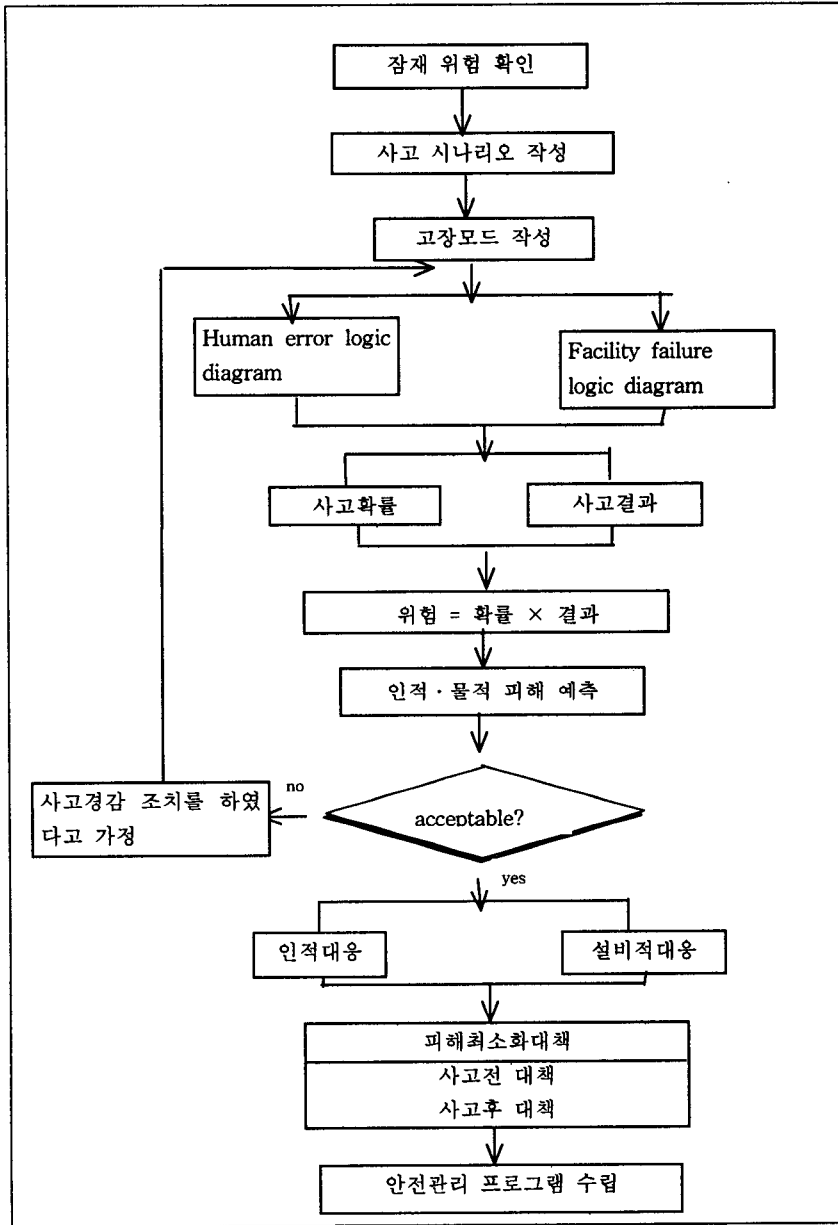 잠재 위험 확인
사고 시나리오 작성
고장모드 작성
Human error logic
diagram
Facility failure
logic diagram
사고확률
사고결과
위험 = 확률 × 결과
인적·물적 피해 예측
사고경감 조치를 하였
다고 가정
no
acceptable?
yes
인적대응
설비적대응
피해최소화대책
사고전 대책
사고후 대책
안전관리 프로그램 수립